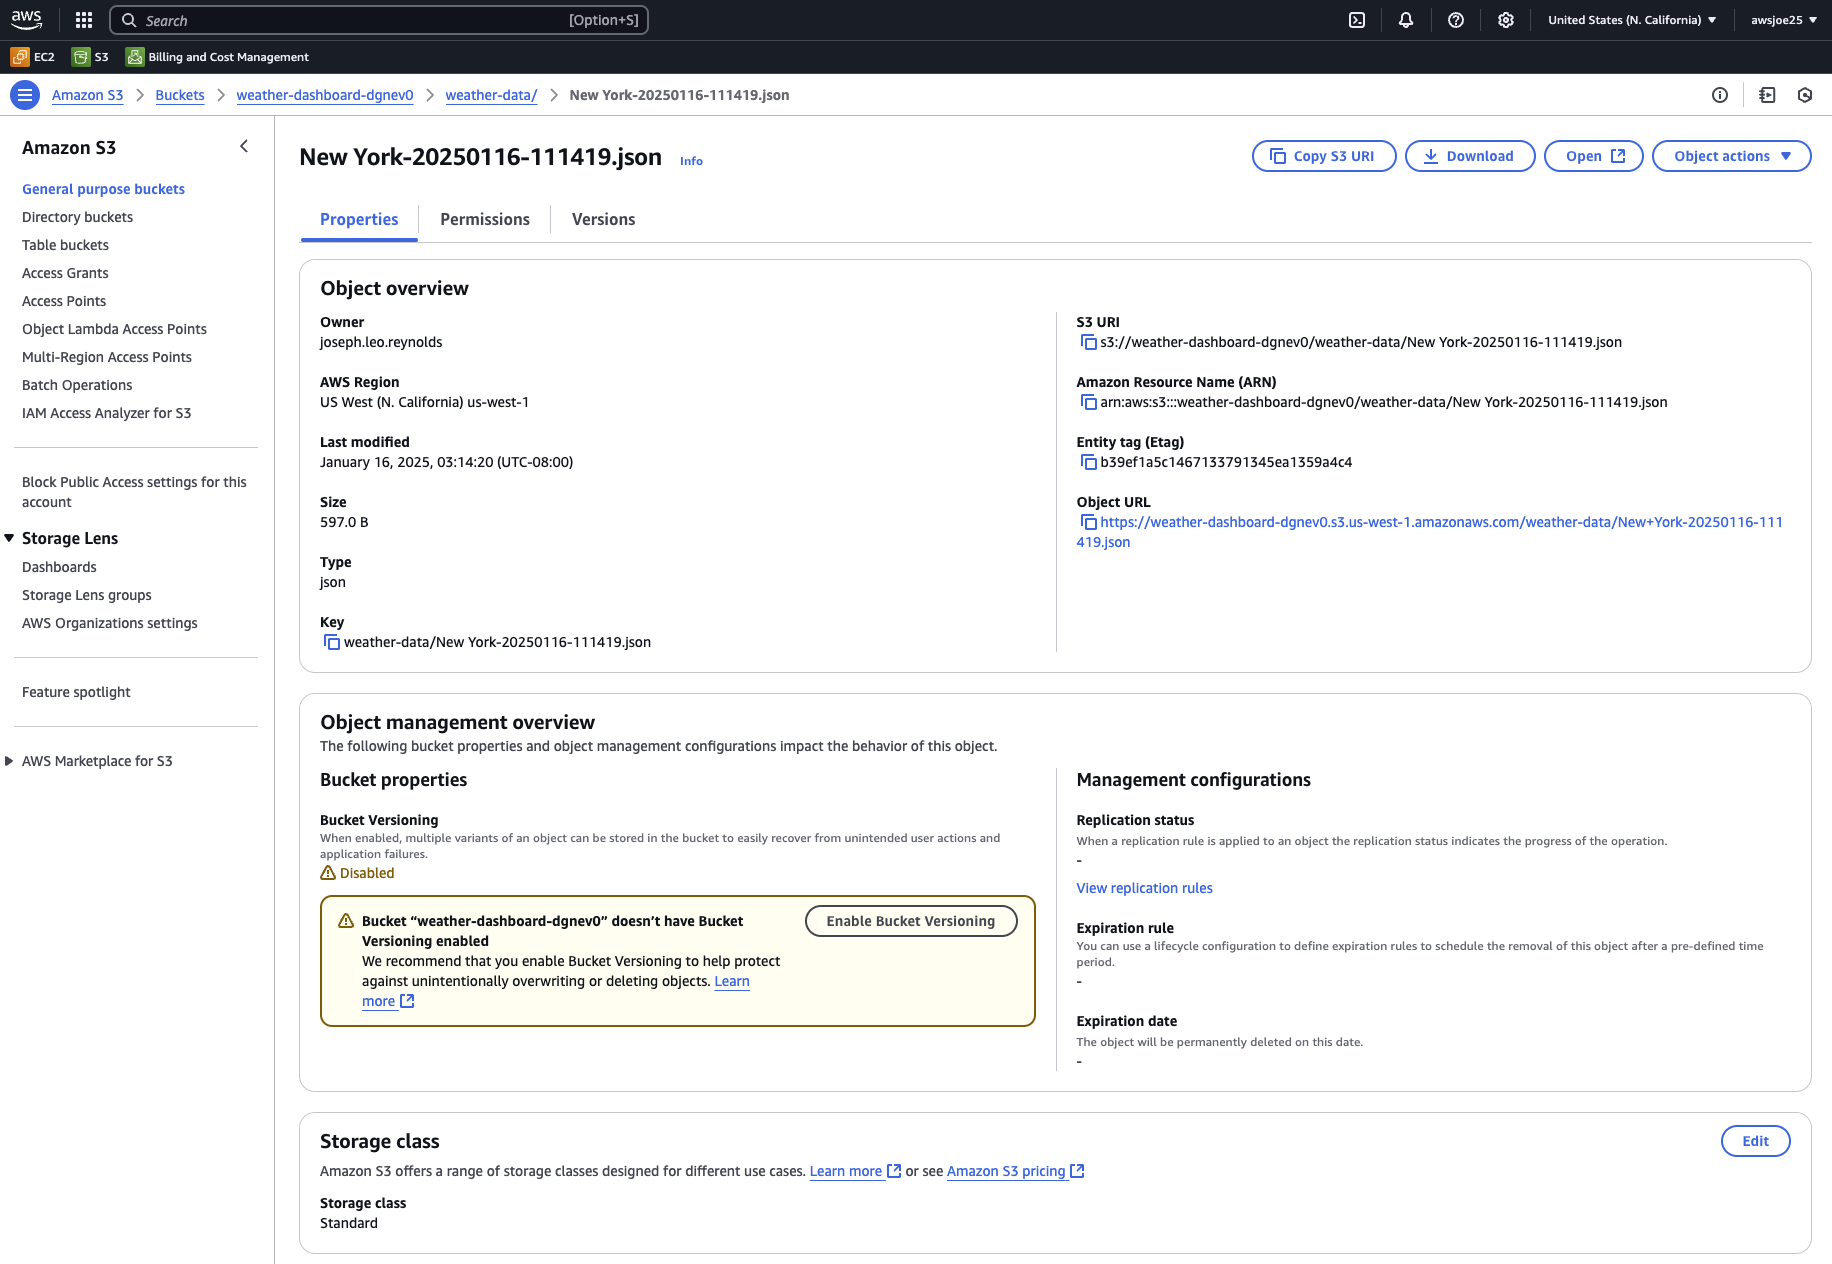 aws
Search
[Option+S]
United States (N. California)
awsjoe25
EC2
S3
Billing and Cost Management
Amazon S3
Buckets
weather-dashboard-dgnev0
weather-data/
New York-20250116-111419.json
Amazon S3
General purpose buckets
Directory buckets
Table buckets
Access Grants
Access Points
Object Lambda Access Points
Multi-Region Access Points
Batch Operations
IAM Access Analyzer for S3
Block Public Access settings for this
account
Storage Lens
Dashboards
Storage Lens groups
AWS Organizations settings
Feature spotlight
AWS Marketplace for S3
New York-20250116-111419.json
Info
Copy S3 URI
Download
Open
Object actions
Properties
Permissions
Versions
Object overview
Owner
joseph.leo.reynolds
AWS Region
US West (N. California) us-west-1
Last modified
January 16, 2025, 03:14:20 (UTC-08:00)
Size
597.0 B
Type
json
Key
weather-data/New York-20250116-111419.json
S3 URI
s3://weather-dashboard-dgnev0/weather-data/New York-20250116-111419.json
Amazon Resource Name (ARN)
arn:aws:s3:::weather-dashboard-dgnev0/weather-data/New York-20250116-111419.json
Entity tag (Etag)
b39ef1a5c1467133791345ea1359a4c4
Object URL
https://weather-dashboard-dgnev0.s3.us-west-1.amazonaws.com/weather-data/New+York-20250116-111
419.json
Object management overview
The following bucket properties and object management configurations impact the behavior of this object.
Bucket properties
Bucket Versioning
When enabled, multiple variants of an object can be stored in the bucket to easily recover from unintended user actions and
application failures.
Disabled
Bucket “weather-dashboard-dgnev0” doesn’t have Bucket
Versioning enabled
We recommend that you enable Bucket Versioning to help protect
against unintentionally overwriting or deleting objects. Learn
more
Enable Bucket Versioning
Management configurations
Replication status
When a replication rule is applied to an object the replication status indicates the progress of the operation.
-
View replication rules
Expiration rule
You can use a lifecycle configuration to define expiration rules to schedule the removal of this object after a pre-defined time
period.
-
Expiration date
The object will be permanently deleted on this date.
-
Storage class
Edit
Amazon S3 offers a range of storage classes designed for different use cases. Learn more or see Amazon S3 pricing
Storage class
Standard